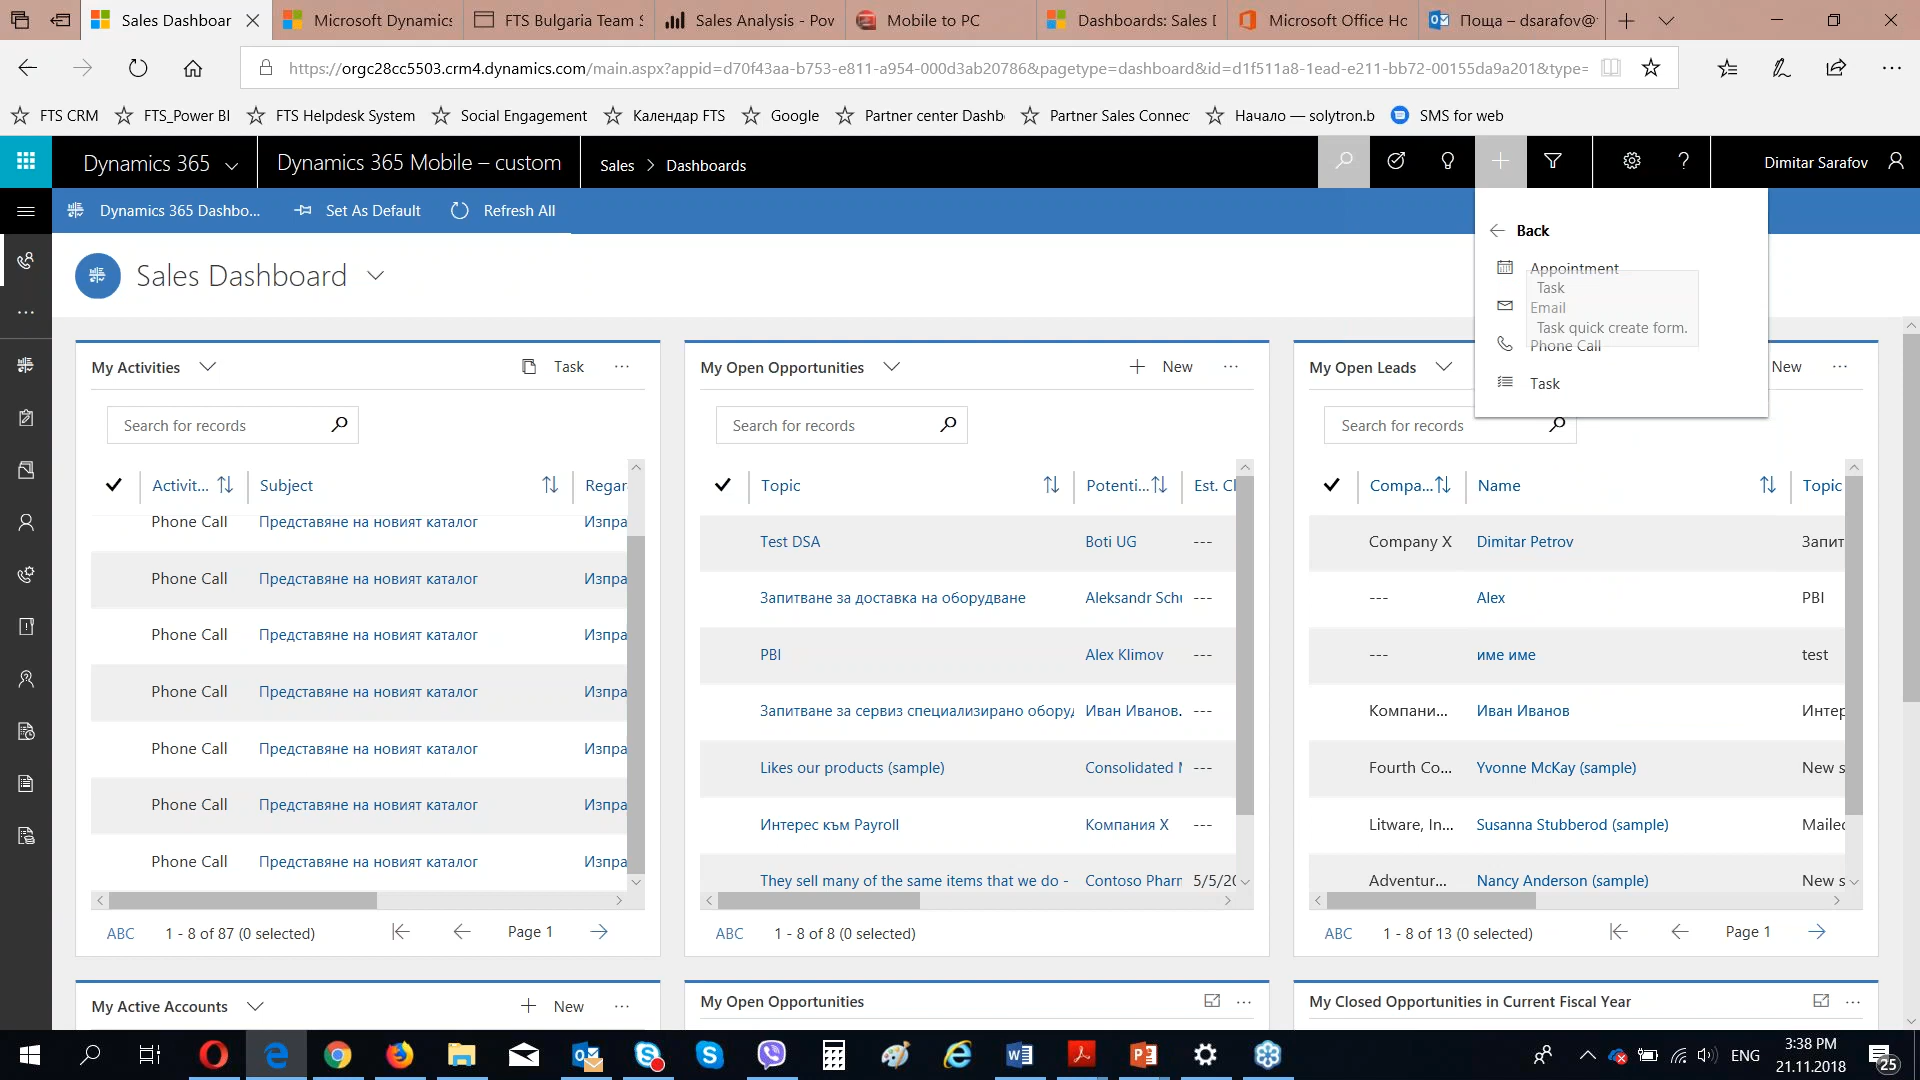 Sales Dashboar
Microsoft Dynamics
FTS Bulgaria Team S
Sales Analysis - Pov
Mobile to PC
Dashboards: Sales D
Microsoft Office Ho
Поща – dsarafov@
https://orgc28cc5503.crm4.dynamics.com/main.aspx?appid=d70f43aa-b753-e811-a954-000d3ab20786&pagetype=dashboard&id=d1f511a8-1ead-e211-bb72-00155da9a201&type=
FTS CRM
FTS_Power BI
FTS Helpdesk System
Social Engagement
Календар FTS
Google
Partner center Dashb
Partner Sales Connec
Начало — solytron.b
SMS for web
Dynamics 365
Dynamics 365 Mobile – custom
Sales > Dashboards
Dimitar Sarafov
Dynamics 365 Dashbo...
Set As Default
Refresh All
Back
Appointment
Task
Email
Task quick create form.
Phone Call
Task
Sales Dashboard
My Activities
Task
Search for records
Activit...
Subject
Regar
Phone Call Представяне на новият каталог Изпра
Phone Call Представяне на новият каталог Изпра
Phone Call Представяне на новият каталог Изпра
Phone Call Представяне на новият каталог Изпра
Phone Call Представяне на новият каталог Изпра
Phone Call Представяне на новият каталог Изпра
Phone Call Представяне на новият каталог Изпра
ABC
1 - 8 of 87 (0 selected)
Page 1
My Open Opportunities
New
Search for records
Topic
Potenti...
Est. Cl
Test DSA Boti UG ---
Запитване за доставка на оборудване Aleksandr Schu ---
PBI Alex Klimov ---
Запитване за сервиз специализирано оборуд Иван Иванов. ---
Likes our products (sample) Consolidated M ---
Интерес към Payroll Компания X ---
They sell many of the same items that we do - Contoso Pharm 5/5/20
ABC
1 - 8 of 8 (0 selected)
My Open Leads
New
Search for records
Compa...
Name
Topic
Company X Dimitar Petrov Запит
--- Alex PBI
--- име име test
Компани... Иван Иванов Интер
Fourth Co... Yvonne McKay (sample) New s
Litware, In... Susanna Stubberod (sample) Mailed
Adventur... Nancy Anderson (sample) New s
ABC
1 - 8 of 13 (0 selected)
Page 1
My Active Accounts
New
My Open Opportunities
My Closed Opportunities in Current Fiscal Year
ENG
3:38 PM
21.11.2018
25